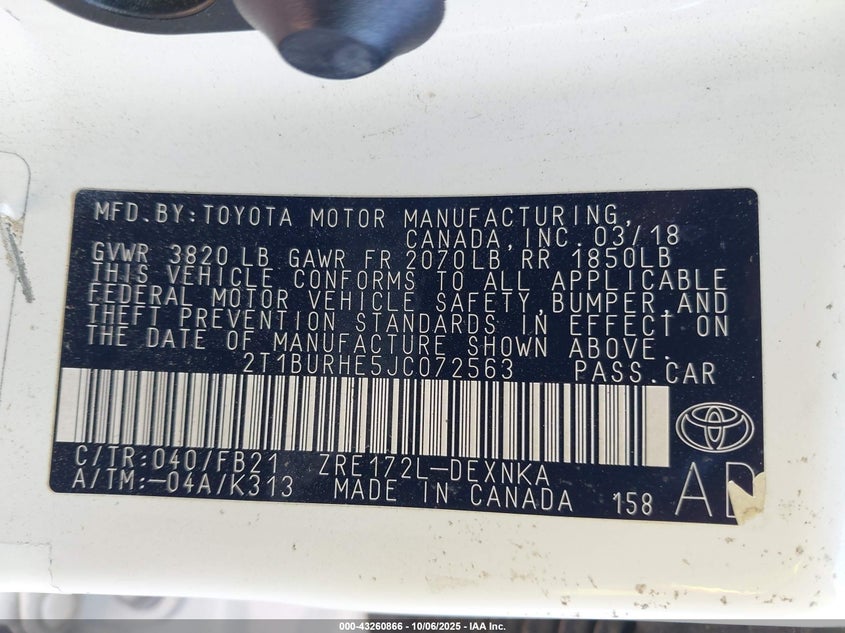 MFD.BY:TOYOTA MOTOR MANUFACTURING,
CANADA,INC. 03/18
GVWR 3820 LB GAWR FR 2070LB RR 1850LB
THIS VEHICLE CONFORMS TO ALL APPLICABLE
FEDERAL MOTOR VEHICLE SAFETY,BUMPER,AND
THEFT PREVENTION STANDARDS IN EFFECT ON
THE DATE OF MANUFACTURE SHOWN ABOVE.
2T1BURHE5JC072563 PASS.CAR
C/TR:040/FB21 ZRE172L-DEXNKA
A/TM:-04A/K313 MADE IN CANADA 158
000-43260866 - 10/06/2025 - IAA Inc.